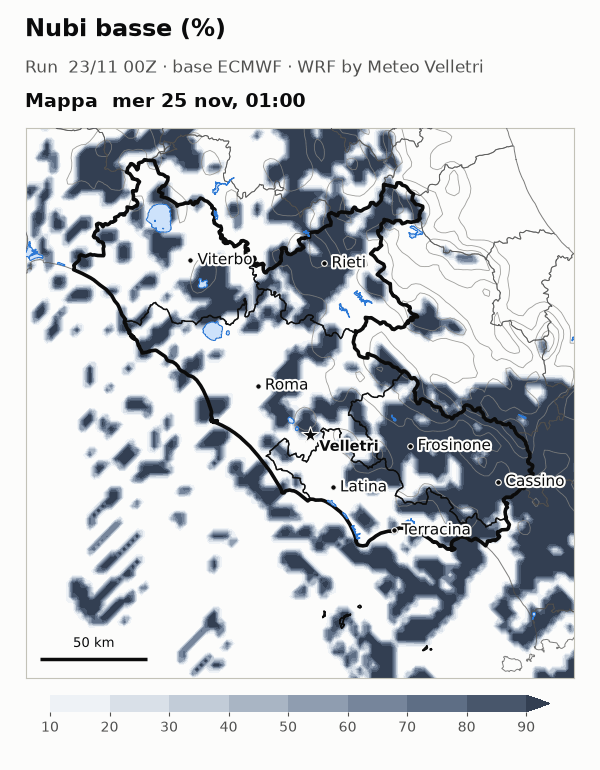 Nubi basse (%)
Run  23/11 00Z · base ECMWF · WRF by Meteo Velletri
Mappa  mer 25 nov, 01:00
Viterbo
Rieti
Roma
Velletri
Frosinone
Cassino
Latina
Terracina
50 km
10 20 30 40 50 60 70 80 90